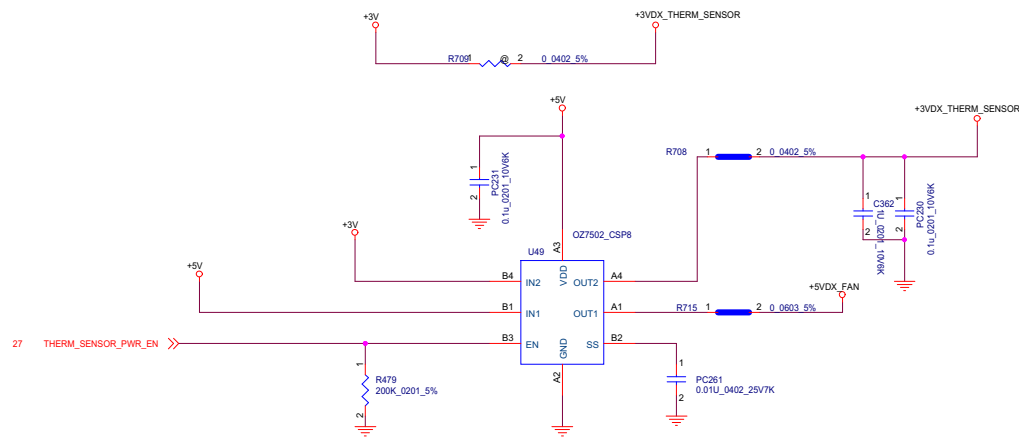 +3V
+3VDX_THERM_SENSOR
R709 1 @ 2 0_0402_5%
+5V
+3VDX_THERM_SENSOR
R708 1 2 0_0402_5%
1
2
PC231
0.1u_0201_10V6K
1
2
C362
1U_0201_10V6K
1
2
PC230
0.1u_0201_10V6K
OZ7502_CSP8
U49
+3V
A3
VDD
B4 IN2 OUT2 A4
+5V
+5VDX_FAN
B1 IN1 OUT1 A1
R715 1 2 0_0603_5%
27 THERM_SENSOR_PWR_EN
B3 EN SS B2
GND
A2
1
2
R479
200K_0201_5%
1
2
PC261
0.01U_0402_25V7K